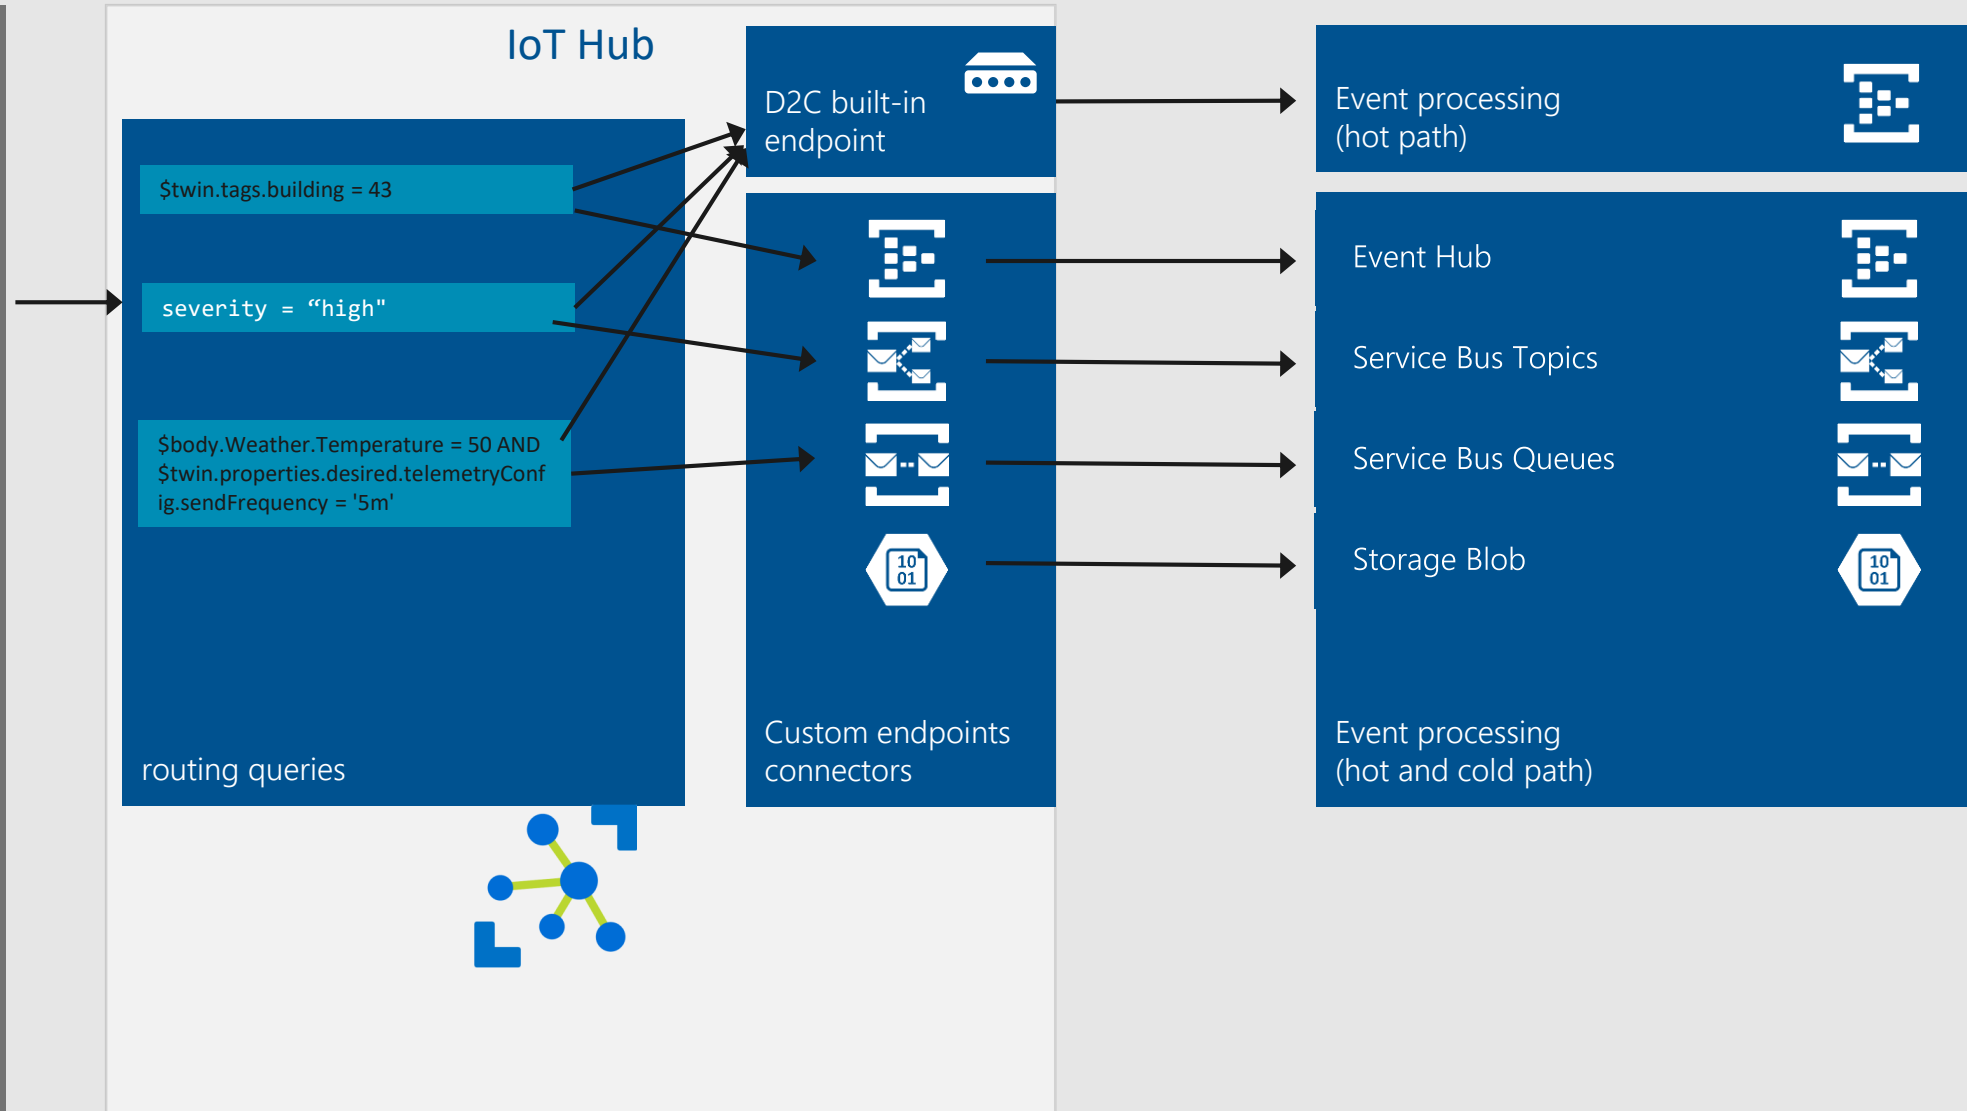 IoT Hub
$twin.tags.building = 43
severity = “high"
$body.Weather.Temperature = 50 AND
$twin.properties.desired.telemetryConf
ig.sendFrequency = '5m'
routing queries
D2C built-in
endpoint
10
01
Custom endpoints
connectors
Event processing
(hot path)
Event Hub
Service Bus Topics
Service Bus Queues
Storage Blob
10
01
Event processing
(hot and cold path)